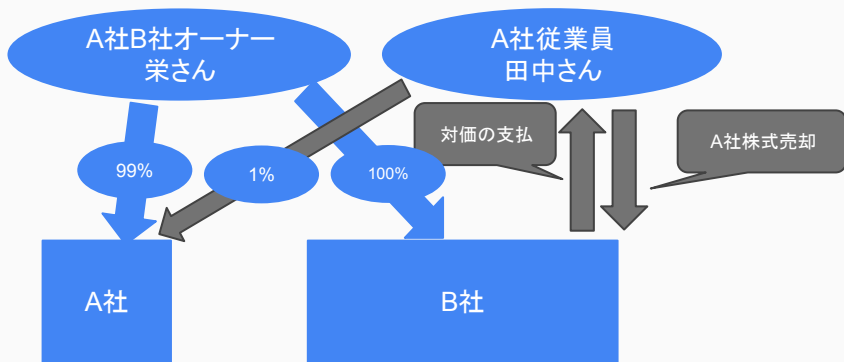 A社B社オーナー
栄さん
A社従業員
田中さん
対価の支払
A社株式売却
99%
1%
100%
A社
B社